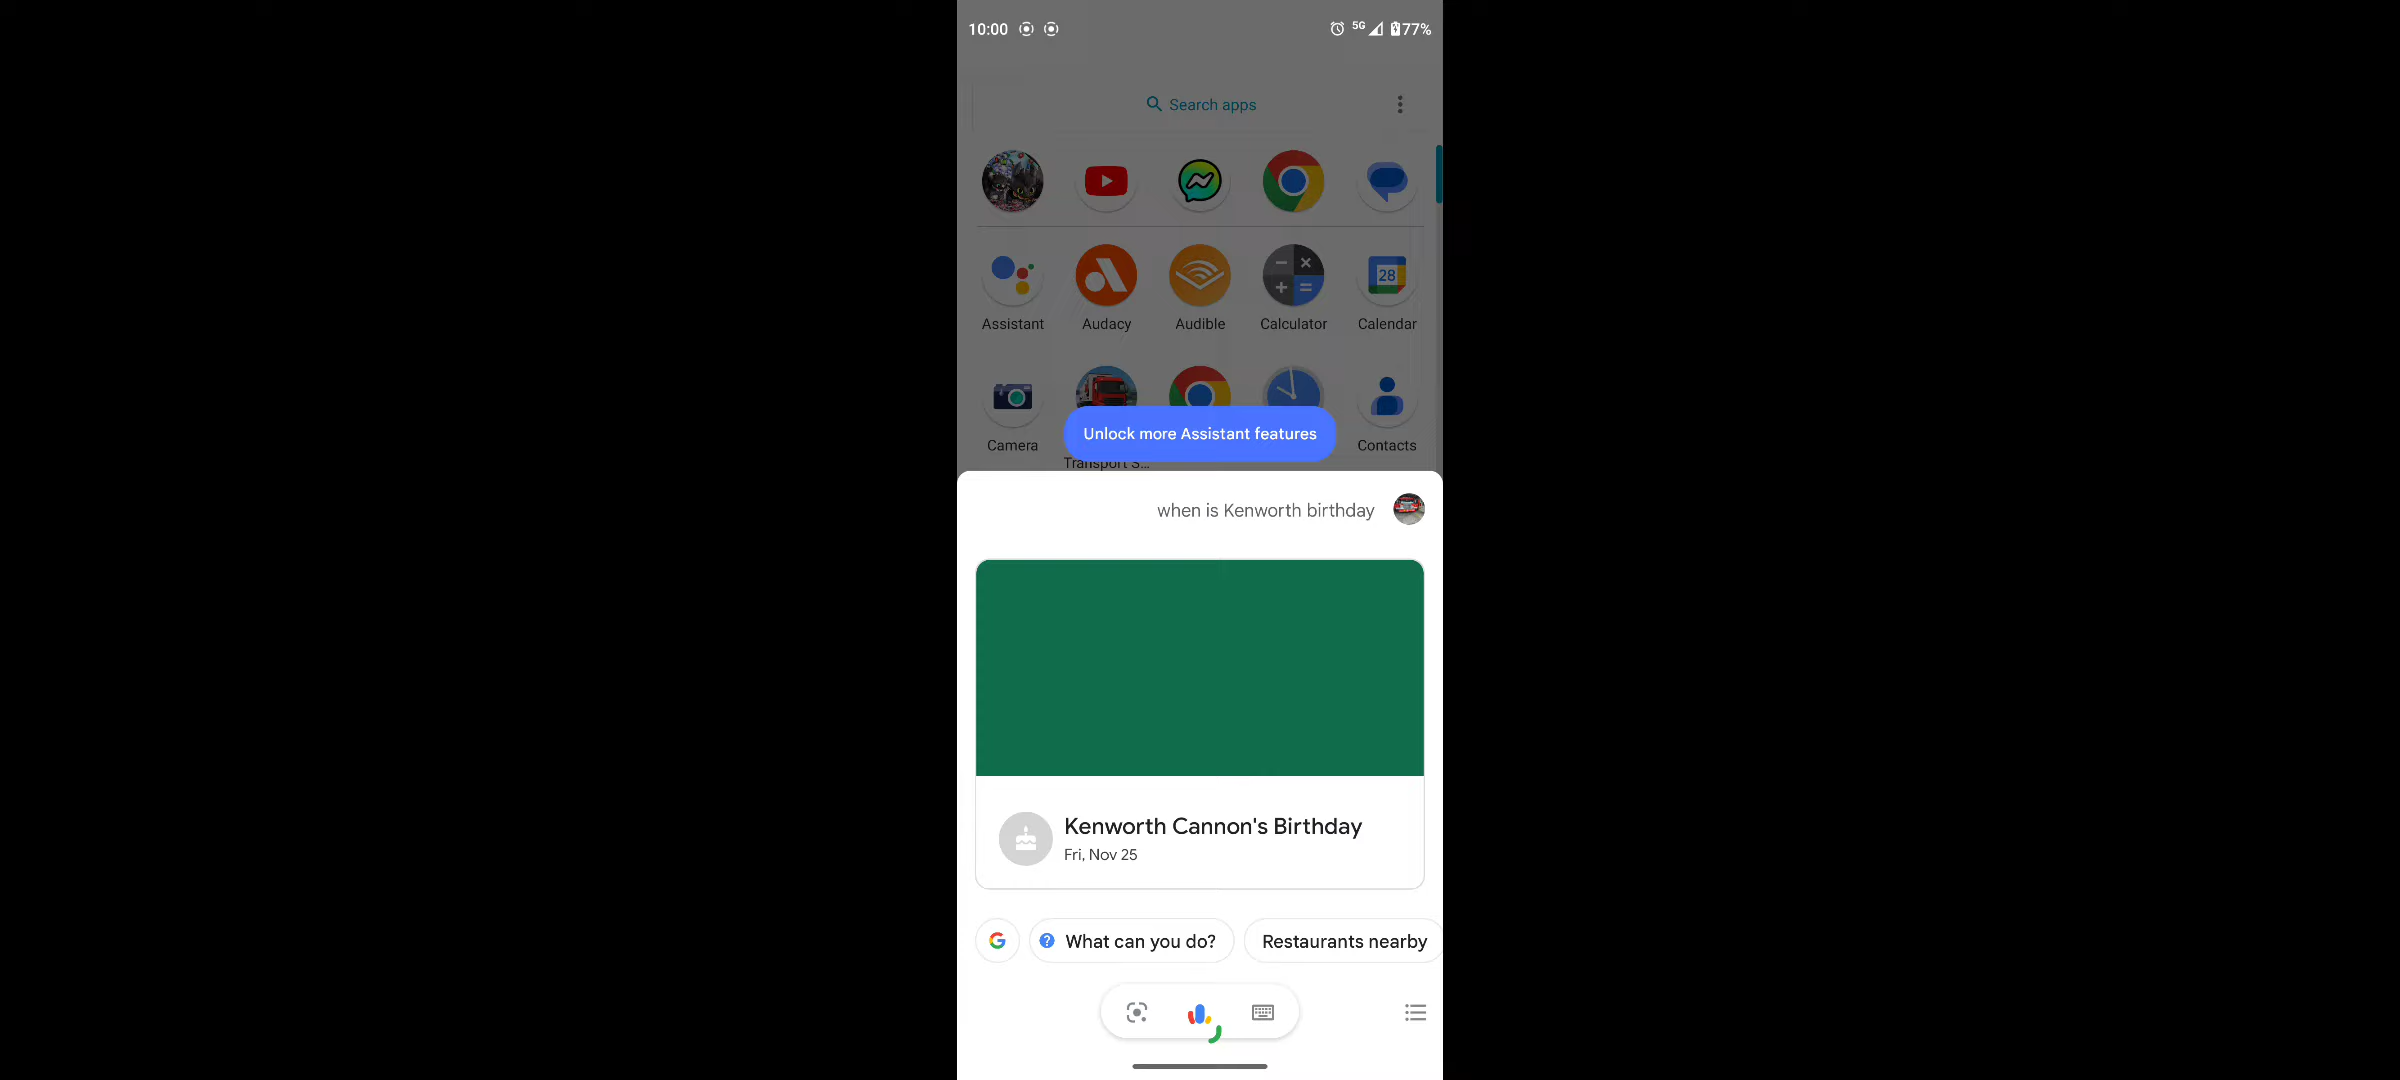 10:00
5G 77%
Search apps
Assistant Audacy Audible Calculator Calendar
28
Camera Contacts
Transport S...
Unlock more Assistant features
when is Kenworth birthday
Kenworth Cannon's Birthday
Fri, Nov 25
What can you do? Restaurants nearby